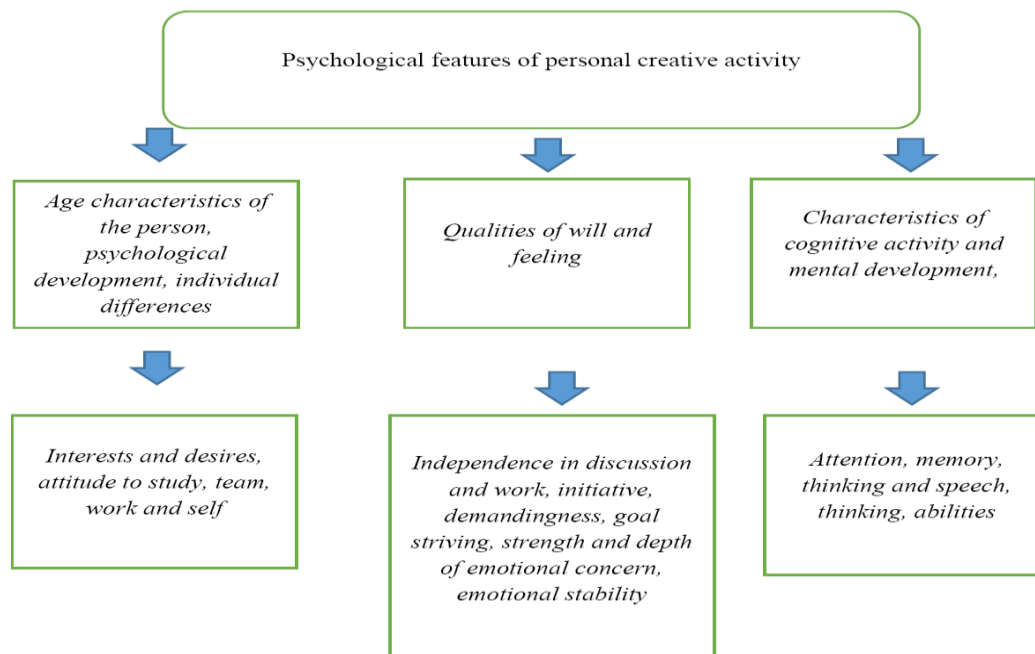 Psychological features of personal creative activity
Age characteristics of
the person,
psychological
development, individual
differences
Qualities of will and
feeling
Characteristics of
cognitive activity and
mental development,
Interests and desires,
attitude to study, team,
work and self
Independence in discussion
and work, initiative,
demandingness, goal
striving, strength and depth
of emotional concern,
emotional stability
Attention, memory,
thinking and speech,
thinking, abilities